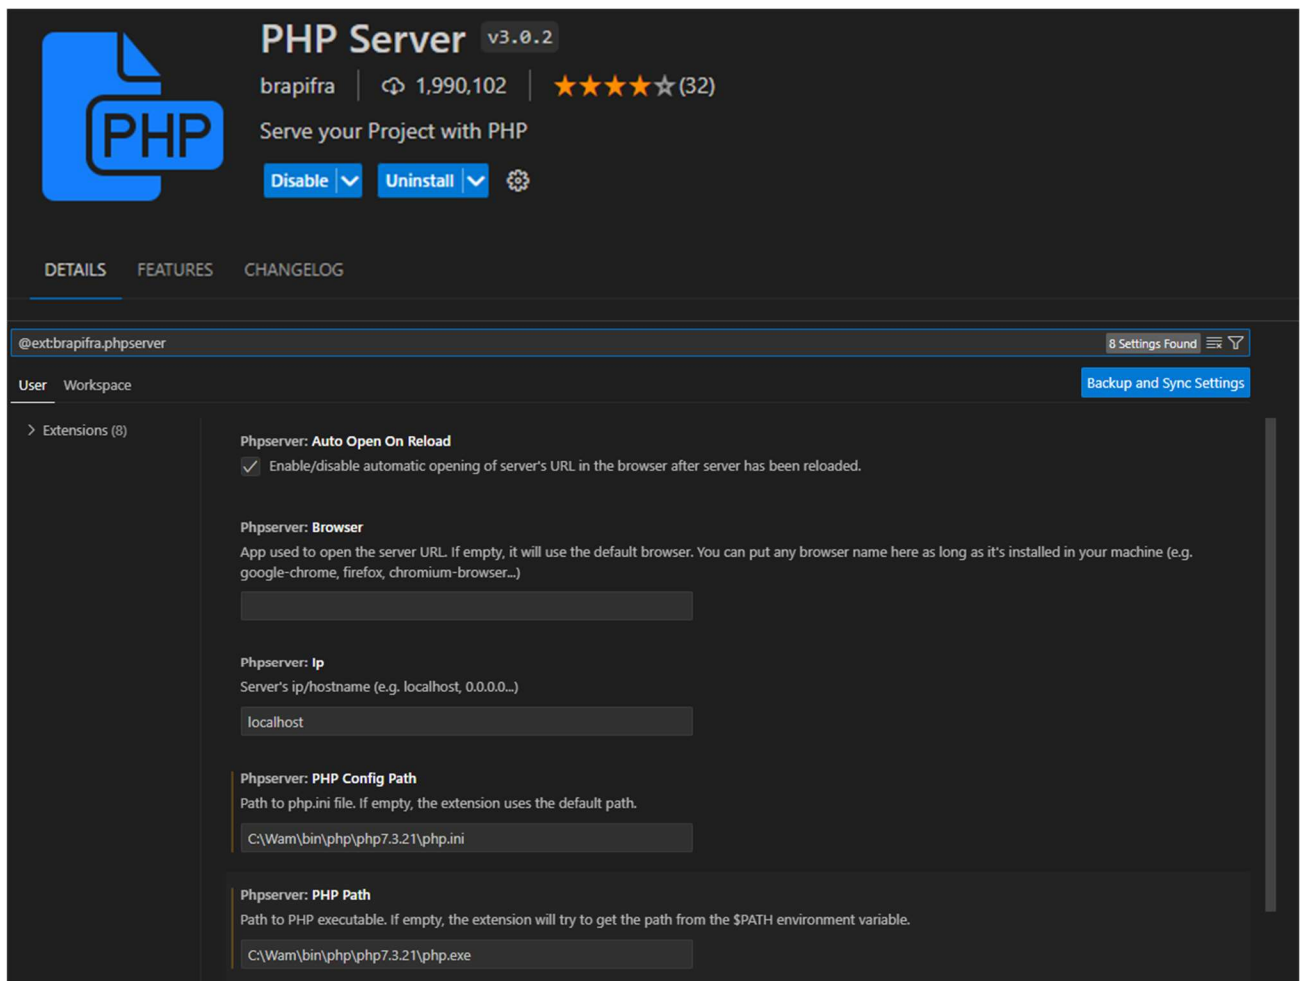 PHP
PHP Server v3.0.2
brapifra 1,990,102 (32)
Serve your Project with PHP
Disable Uninstall
DETAILS FEATURES CHANGELOG
@ext:brapifra.phpserver 8 Settings Found
User Workspace Backup and Sync Settings
Extensions (8)
Phpserver: Auto Open On Reload
Enable/disable automatic opening of server's URL in the browser after server has been reloaded.
Phpserver: Browser
App used to open the server URL. If empty, it will use the default browser. You can put any browser name here as long as it's installed in your machine (e.g.
google-chrome, firefox, chromium-browser...)
Phpserver: Ip
Server's ip/hostname (e.g. localhost, 0.0.0.0...)
localhost
Phpserver: PHP Config Path
Path to php.ini file. If empty, the extension uses the default path.
C:\Wam\bin\php\php7.3.21\php.ini
Phpserver: PHP Path
Path to PHP executable. If empty, the extension will try to get the path from the $PATH environment variable.
C:\Wam\bin\php\php7.3.21\php.exe